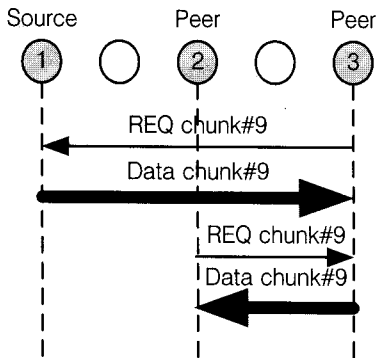 Source Peer Peer
1 2 3
REQ chunk#9
Data chunk#9
REQ chunk#9
Data chunk#9